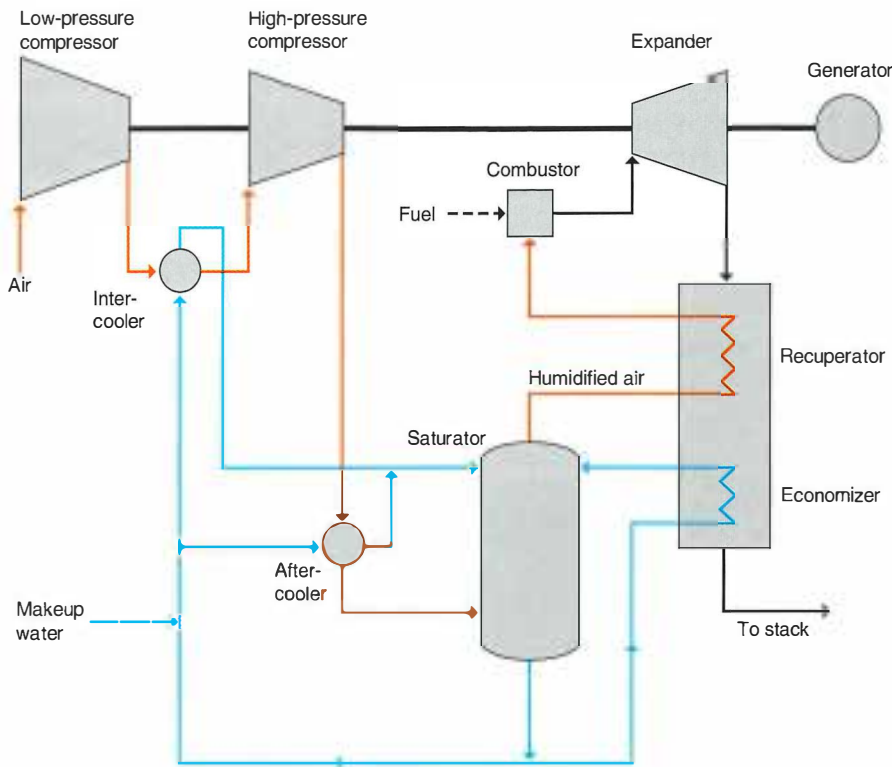 Low-pressure
compressor
High-pressure
compressor
Expander
Generator
Combustor
Fuel
Air
Inter-
cooler
Recuperator
Humidified air
Saturator
Economizer
After-
cooler
Makeup
water
To stack